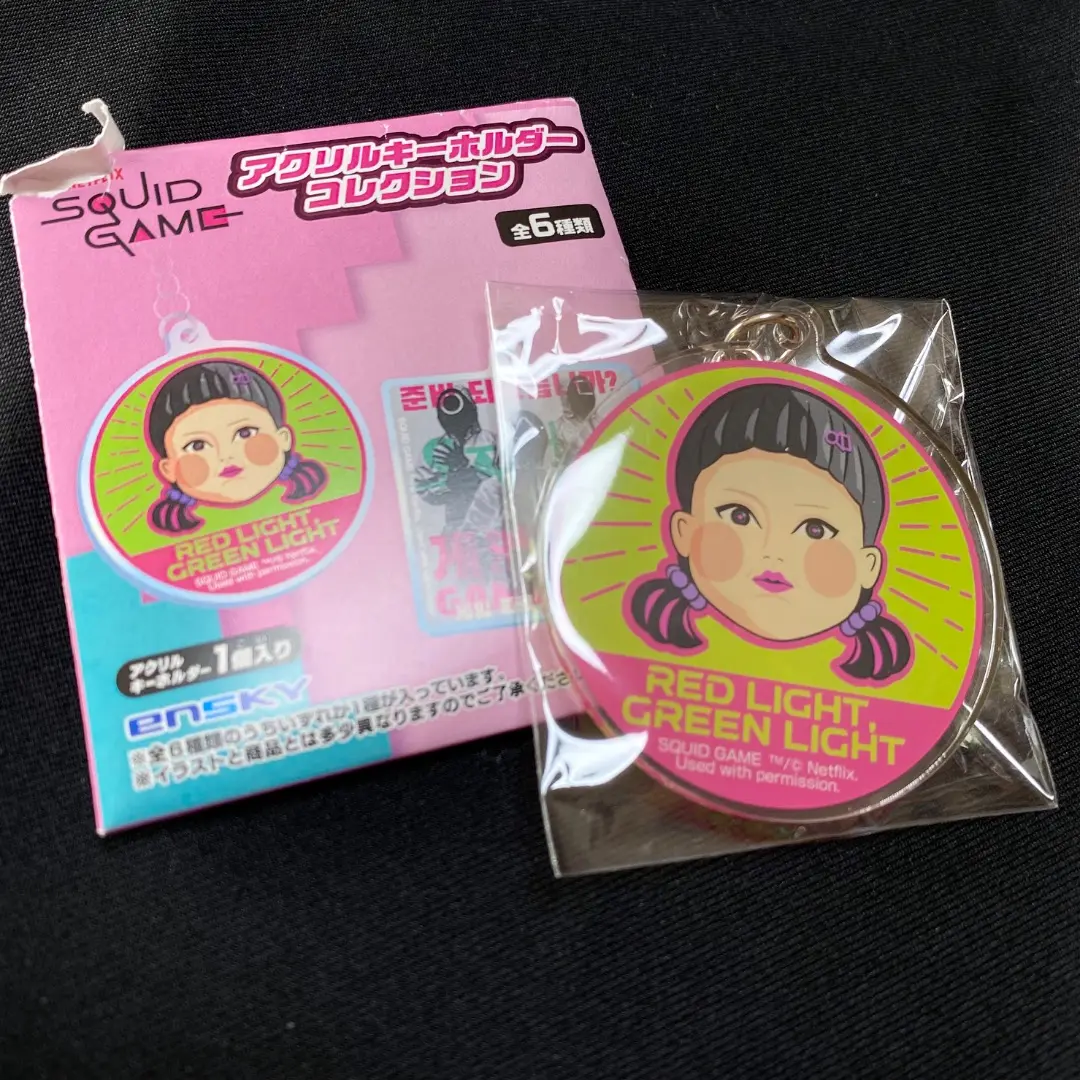 SQUID
GAME
アクリルキーホルダー
コレクション
全6種類
RED LIGHT,
GREEN LIGHT
SQUID GAME ™/© Netflix.
Used with permission.
アクリル
キーホルダー1個入り
ensky
※全6種類のうちいずれか1種が入っています。
※イラストと商品とは多少異なりますのでご了承くださ
RED LIGHT,
GREEN LIGHT
SQUID GAME ™/© Netflix.
Used with permission.